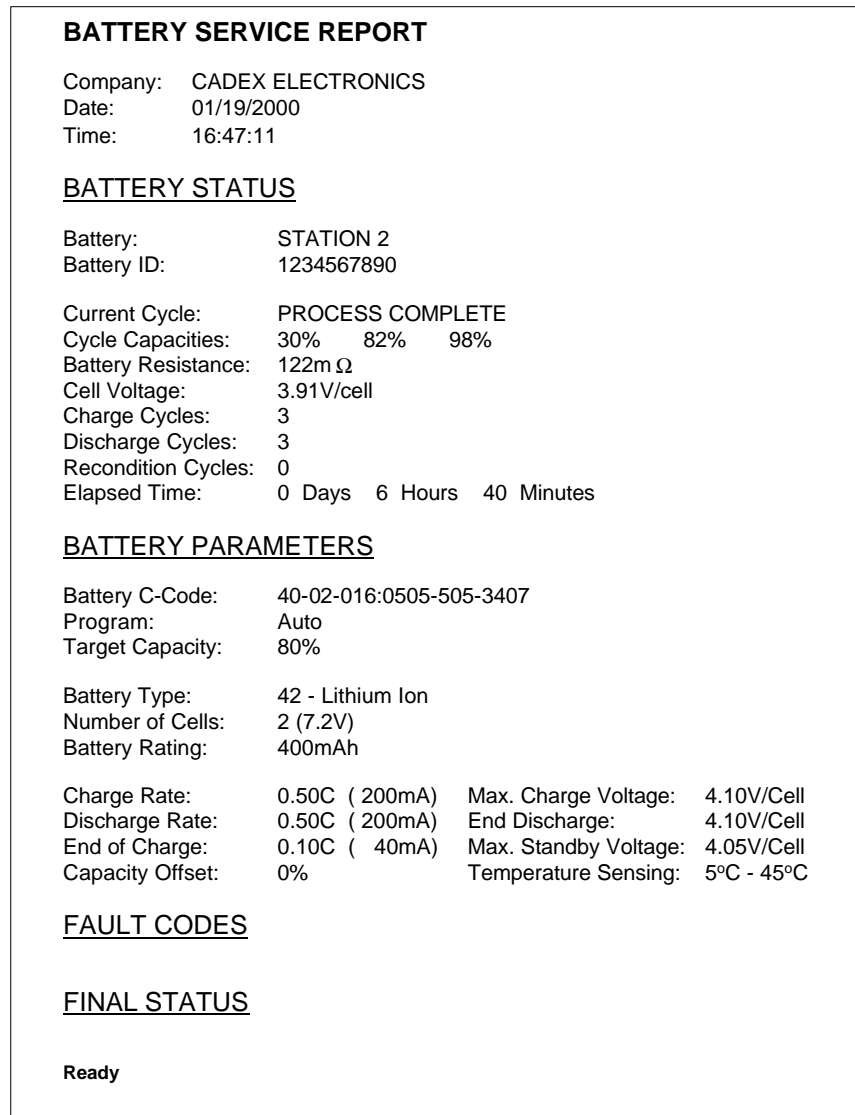 BATTERY SERVICE REPORT
Company: CADEX ELECTRONICS
Date: 01/19/2000
Time: 16:47:11
BATTERY STATUS
Battery: STATION 2
Battery ID: 1234567890
Current Cycle: PROCESS COMPLETE
Cycle Capacities: 30% 82% 98%
Battery Resistance: 122m Ω
Cell Voltage: 3.91V/cell
Charge Cycles: 3
Discharge Cycles: 3
Recondition Cycles: 0
Elapsed Time: 0 Days 6 Hours 40 Minutes
BATTERY PARAMETERS
Battery C-Code: 40-02-016:0505-505-3407
Program: Auto
Target Capacity: 80%
Battery Type: 42 - Lithium Ion
Number of Cells: 2 (7.2V)
Battery Rating: 400mAh
Charge Rate: 0.50C ( 200mA) Max. Charge Voltage: 4.10V/Cell
Discharge Rate: 0.50C ( 200mA) End Discharge: 4.10V/Cell
End of Charge: 0.10C ( 40mA) Max. Standby Voltage: 4.05V/Cell
Capacity Offset: 0% Temperature Sensing: 5ºC - 45ºC
FAULT CODES
FINAL STATUS
Ready